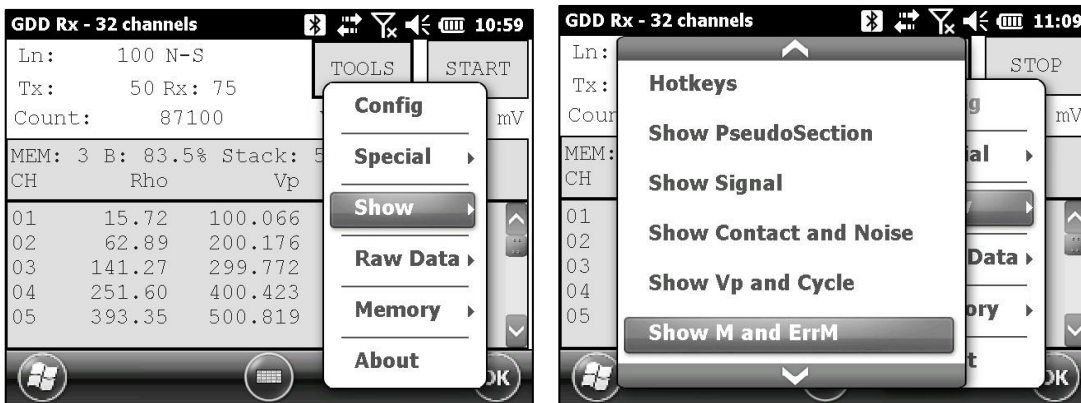 GDD Rx - 32 channels 10:59
Ln: 100 N-S
TOOLS START
Tx: 50 Rx: 75
Count: 87100 mV
MEM: 3 B: 83.5% Stack: 5
CH Rho Vp
01 15.72 100.066
02 62.89 200.176
03 141.27 299.772
04 251.60 400.423
05 393.35 500.819
Config
Special
Show
Raw Data
Memory
About
GDD Rx - 32 channels 11:09
Ln:
STOP
Tx:
mV
MEM:
CH
01
02
03
04
05
Hotkeys
Show PseudoSection
Show Signal
Show Contact and Noise
Show Vp and Cycle
Show M and ErrM
Data